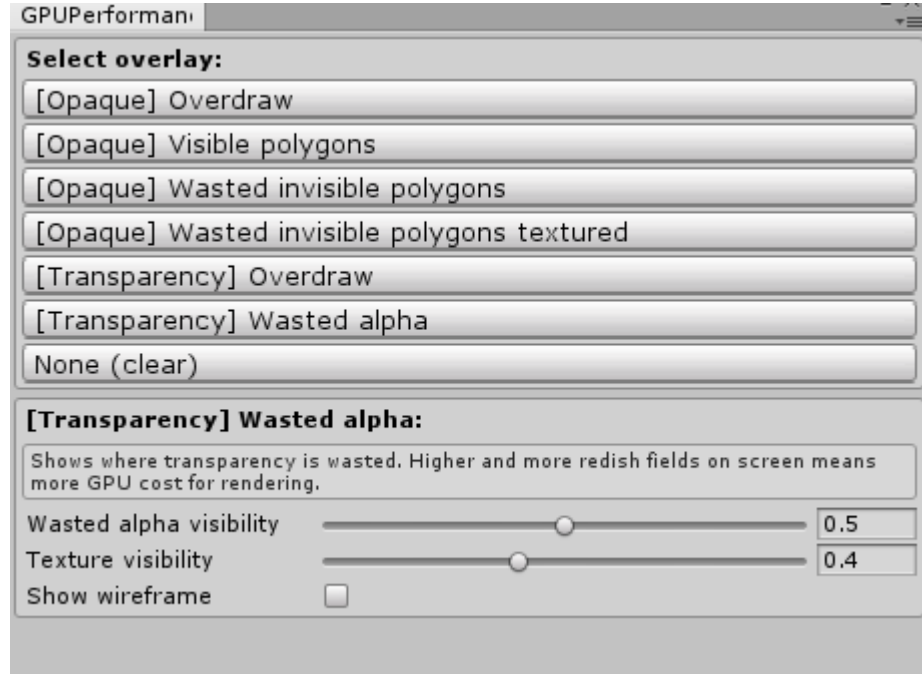 GPUPerforman
Select overlay:
[Opaque] Overdraw
[Opaque] Visible polygons
[Opaque] Wasted invisible polygons
[Opaque] Wasted invisible polygons textured
[Transparency] Overdraw
[Transparency] Wasted alpha
None (clear)
[Transparency] Wasted alpha:
Shows where transparency is wasted. Higher and more redish fields on screen means
more GPU cost for rendering.
Wasted alpha visibility 0.5
Texture visibility 0.4
Show wireframe